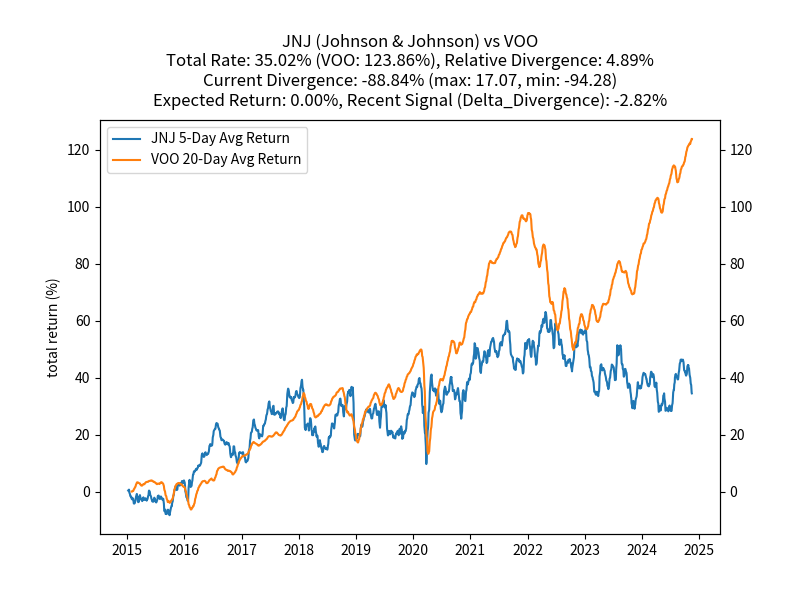 JNJ (Johnson & Johnson) vs VOO
Total Rate: 35.02% (VOO: 123.86%), Relative Divergence: 4.89%
Current Divergence: -88.84% (max: 17.07, min: -94.28)
Expected Return: 0.00%, Recent Signal (Delta_Divergence): -2.82%
JNJ 5-Day Avg Return
VOO 20-Day Avg Return
total return (%)
120 120
100 100
80 80
60 60
40 40
20 20
0 0
2015 2016 2017 2018 2019 2020 2021 2022 2023 2024 2025